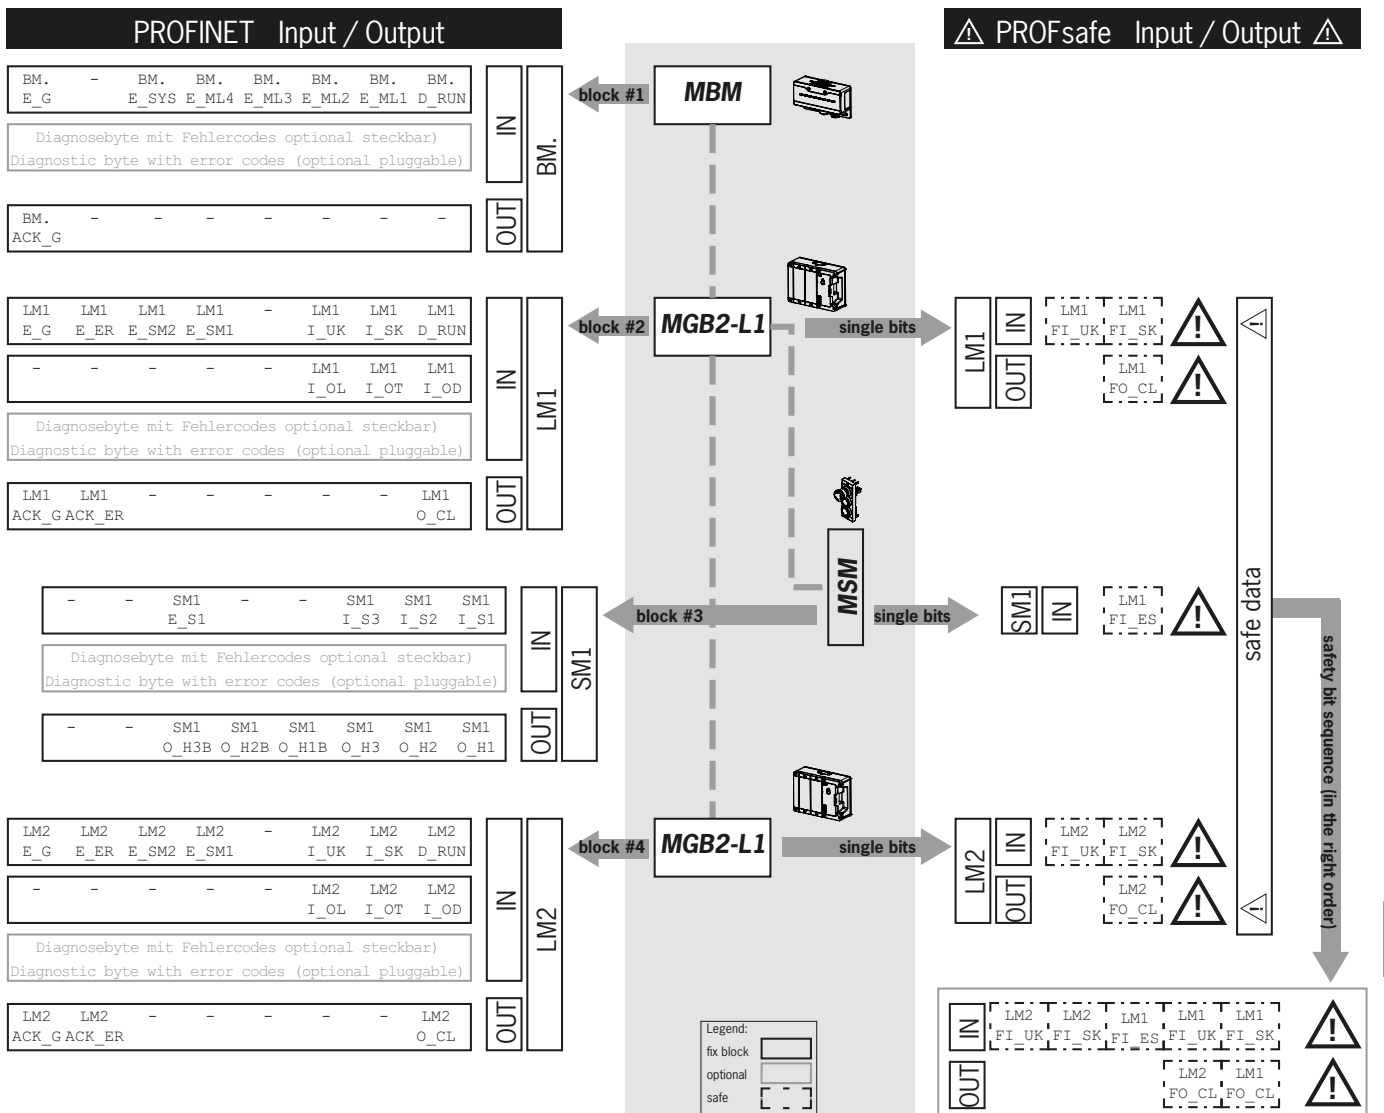 PROFINET Input / Output
⚠ PROFsafe Input / Output ⚠
BM. - BM. BM. BM. BM. BM. BM.
E_G E_SYS E_ML4 E_ML3 E_ML2 E_ML1 D_RUN
Diagnosebyte mit Fehlercodes optional steckbar)
Diagnostic byte with error codes (optional pluggable)
IN
BM.
BM. - - - - - - -
ACK_G
OUT
block #1
MBM
LM1 LM1 LM1 LM1 - LM1 LM1 LM1
E_G E_ER E_SM2 E_SM1 I_UK I_SK D_RUN
- - - - - LM1 LM1 LM1
I_OL I_OT I_OD
Diagnosebyte mit Fehlercodes optional steckbar)
Diagnostic byte with error codes (optional pluggable)
IN
LM1
LM1 LM1 - - - - - LM1
ACK_G ACK_ER O_CL
OUT
block #2
MGB2-L1
single bits
LM1
IN
LM1 LM1
FI_UK FI_SK
OUT
LM1
FO_CL
- - SM1 - - SM1 SM1 SM1
E_S1 I_S3 I_S2 I_S1
Diagnosebyte mit Fehlercodes optional steckbar)
Diagnostic byte with error codes (optional pluggable)
IN
SM1
- - SM1 SM1 SM1 SM1 SM1 SM1
O_H3B O_H2B O_H1B O_H3 O_H2 O_H1
OUT
block #3
MSM
single bits
SM1
IN
LM1
FI_ES
safe data
safety bit sequence (in the right order)
LM2 LM2 LM2 LM2 - LM2 LM2 LM2
E_G E_ER E_SM2 E_SM1 I_UK I_SK D_RUN
- - - - - LM2 LM2 LM2
I_OL I_OT I_OD
Diagnosebyte mit Fehlercodes optional steckbar)
Diagnostic byte with error codes (optional pluggable)
IN
LM2
LM2 LM2 - - - - - LM2
ACK_G ACK_ER O_CL
OUT
block #4
MGB2-L1
single bits
LM2
IN
LM2 LM2
FI_UK FI_SK
OUT
LM2
FO_CL
Legend:
fix block
optional
safe
IN
LM2 LM2 LM1 LM1 LM1
FI_UK FI_SK FI_ES FI_UK FI_SK
OUT
LM2 LM1
FO_CL FO_CL